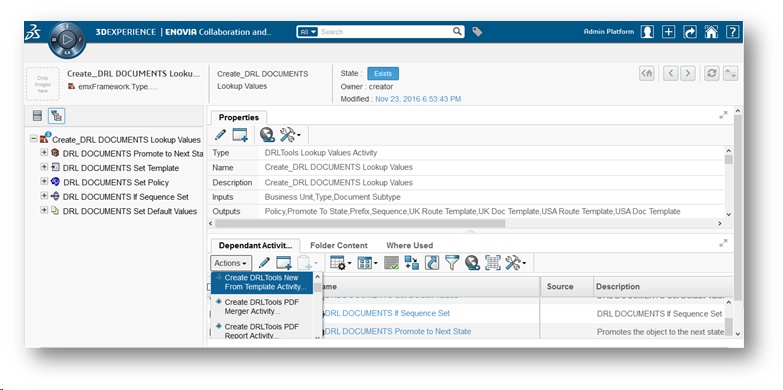 3DEXPERIENCE | ENOVIA Collaboration and..
All
Search
Admin Platform
Drop images here
Create_DRL DOCUMENTS Looku...
emxFramework.Type....
Create_DRL DOCUMENTS
Lookup Values
State : Exists
Owner : creator
Modified : Nov 23, 2016 6:53:43 PM
Create_DRL DOCUMENTS Lookup Values
DRL DOCUMENTS Promote to Next Sta
DRL DOCUMENTS Set Template
DRL DOCUMENTS Set Policy
DRL DOCUMENTS If Sequence Set
DRL DOCUMENTS Set Default Values
Properties
Type DRLTools Lookup Values Activity
Name Create_DRL DOCUMENTS Lookup Values
Description Create_DRL DOCUMENTS Lookup Values
Inputs Business Unit,Type,Document Subtype
Outputs Policy,Promote To State,Prefix,Sequence,UK Route Template,UK Doc Template,USA Route Template,USA Doc Template
Dependant Activit... Folder Content Where Used
Actions
Create DRLTools New
From Template Activity...
Create DRLTools PDF
Merger Activity...
Create DRLTools PDF
Report Activity...
ame Source Description
DRL DOCUMENTS If Sequence Set DRL DOCUMENTS If Sequence Set
DRL DOCUMENTS Promote to Next State Promotes the object to the next state